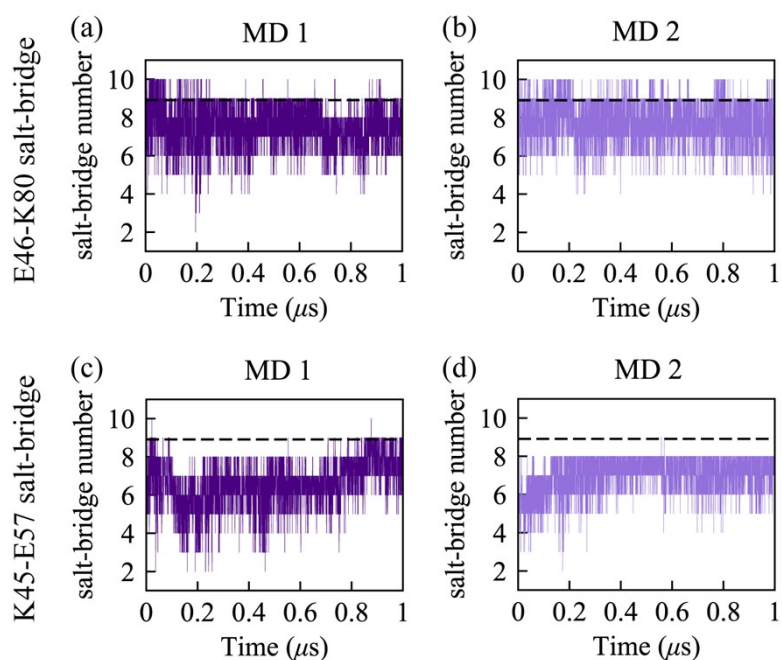 (a) MD 1
(b) MD 2
E46-K80 salt-bridge
salt-bridge number
10
8
6
4
2
0 0.2 0.4 0.6 0.8 1
Time (μs)
salt-bridge number
10
8
6
4
2
0 0.2 0.4 0.6 0.8 1
Time (μs)
(c) MD 1
(d) MD 2
K45-E57 salt-bridge
salt-bridge number
10
8
6
4
2
0 0.2 0.4 0.6 0.8 1
Time (μs)
salt-bridge number
10
8
6
4
2
0 0.2 0.4 0.6 0.8 1
Time (μs)